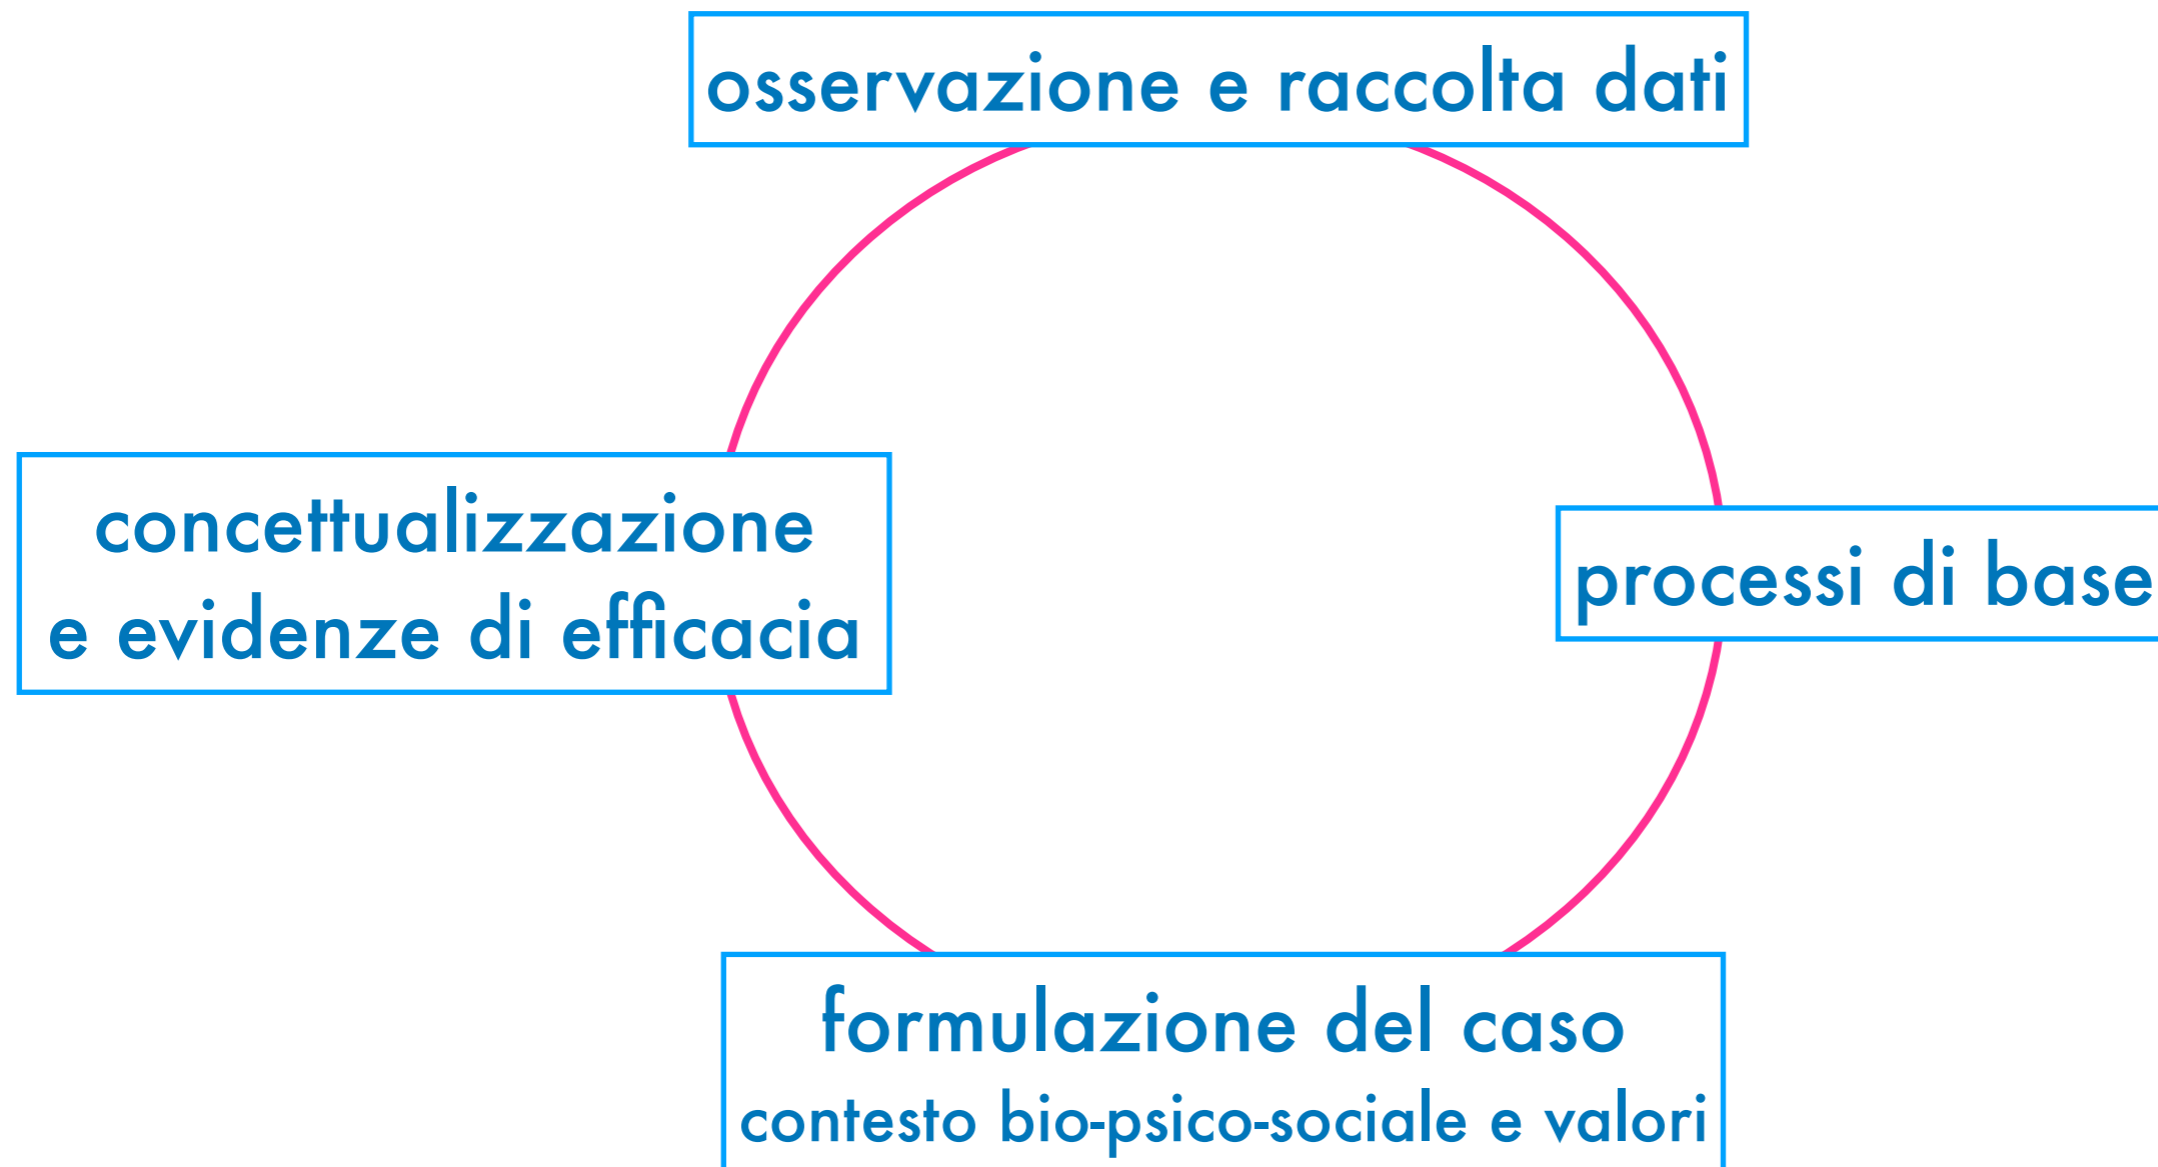 osservazione e raccolta dati
concettualizzazione
e evidenze di efficacia
processi di base
formulazione del caso
contesto bio-psico-sociale e valori